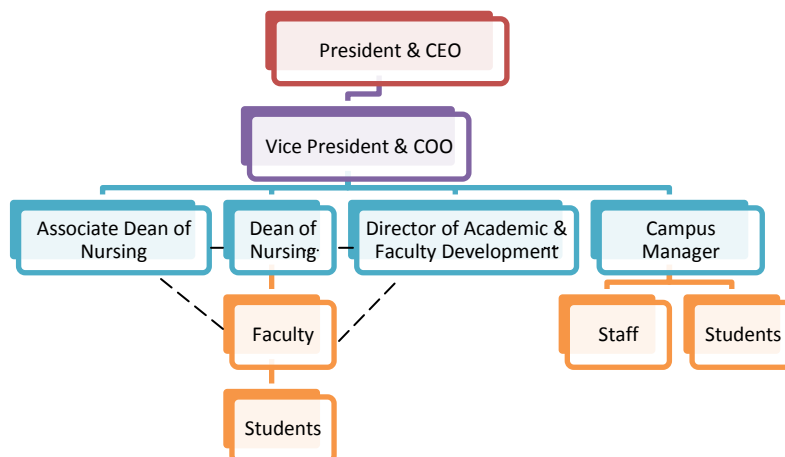 President & CEO
Vice President & COO
Associate Dean of
Nursing
Dean of
Nursing
Director of Academic &
Faculty Development
Campus
Manager
Faculty
Staff
Students
Students